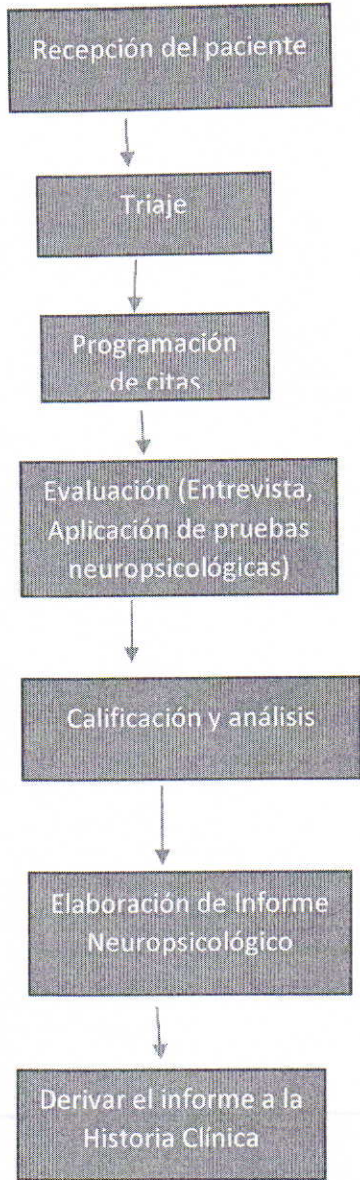 Recepción del paciente
Triaje
Programación
de citas
Evaluación (Entrevista,
Aplicación de pruebas
neuropsicológicas)
Calificación y análisis
Elaboración de Informe
Neuropsicológico
Derivar el informe a la
Historia Clínica